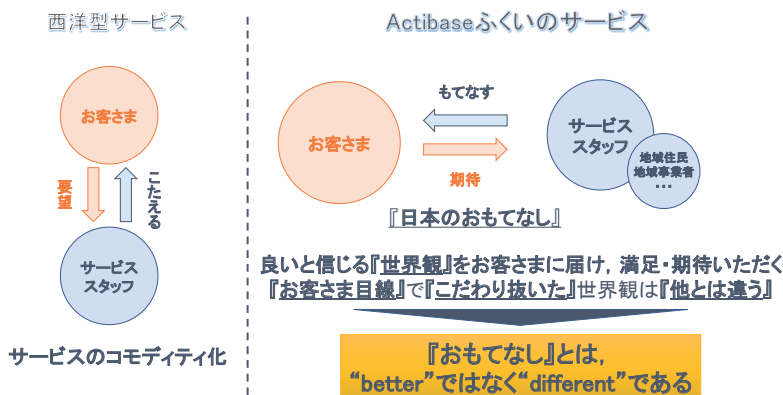 西洋型サービス
お客さま
要望
こたえる
サービス
スタッフ
サービスのコモディティ化
Actibaseふくいのサービス
もてなす
お客さま
期待
サービス
スタッフ
地域住民
地域事業者
…
『日本のおもてなし』
良いと信じる『世界観』をお客さまに届け，満足・期待いただく
『お客さま目線』で『こだわり抜いた』世界観は『他とは違う』
『おもてなし』とは，
“better”ではなく“different”である